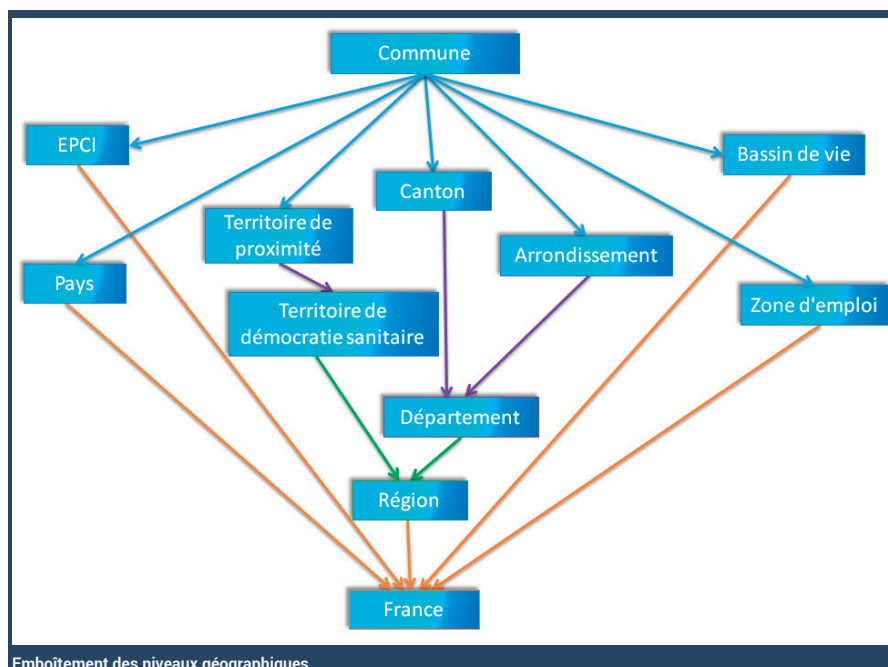 Commune
EPCI
Bassin de vie
Canton
Territoire de
proximité
Arrondissement
Pays
Zone d'emploi
Territoire de
démocratie sanitaire
Département
Région
France
Emboîtement des niveaux géographiques